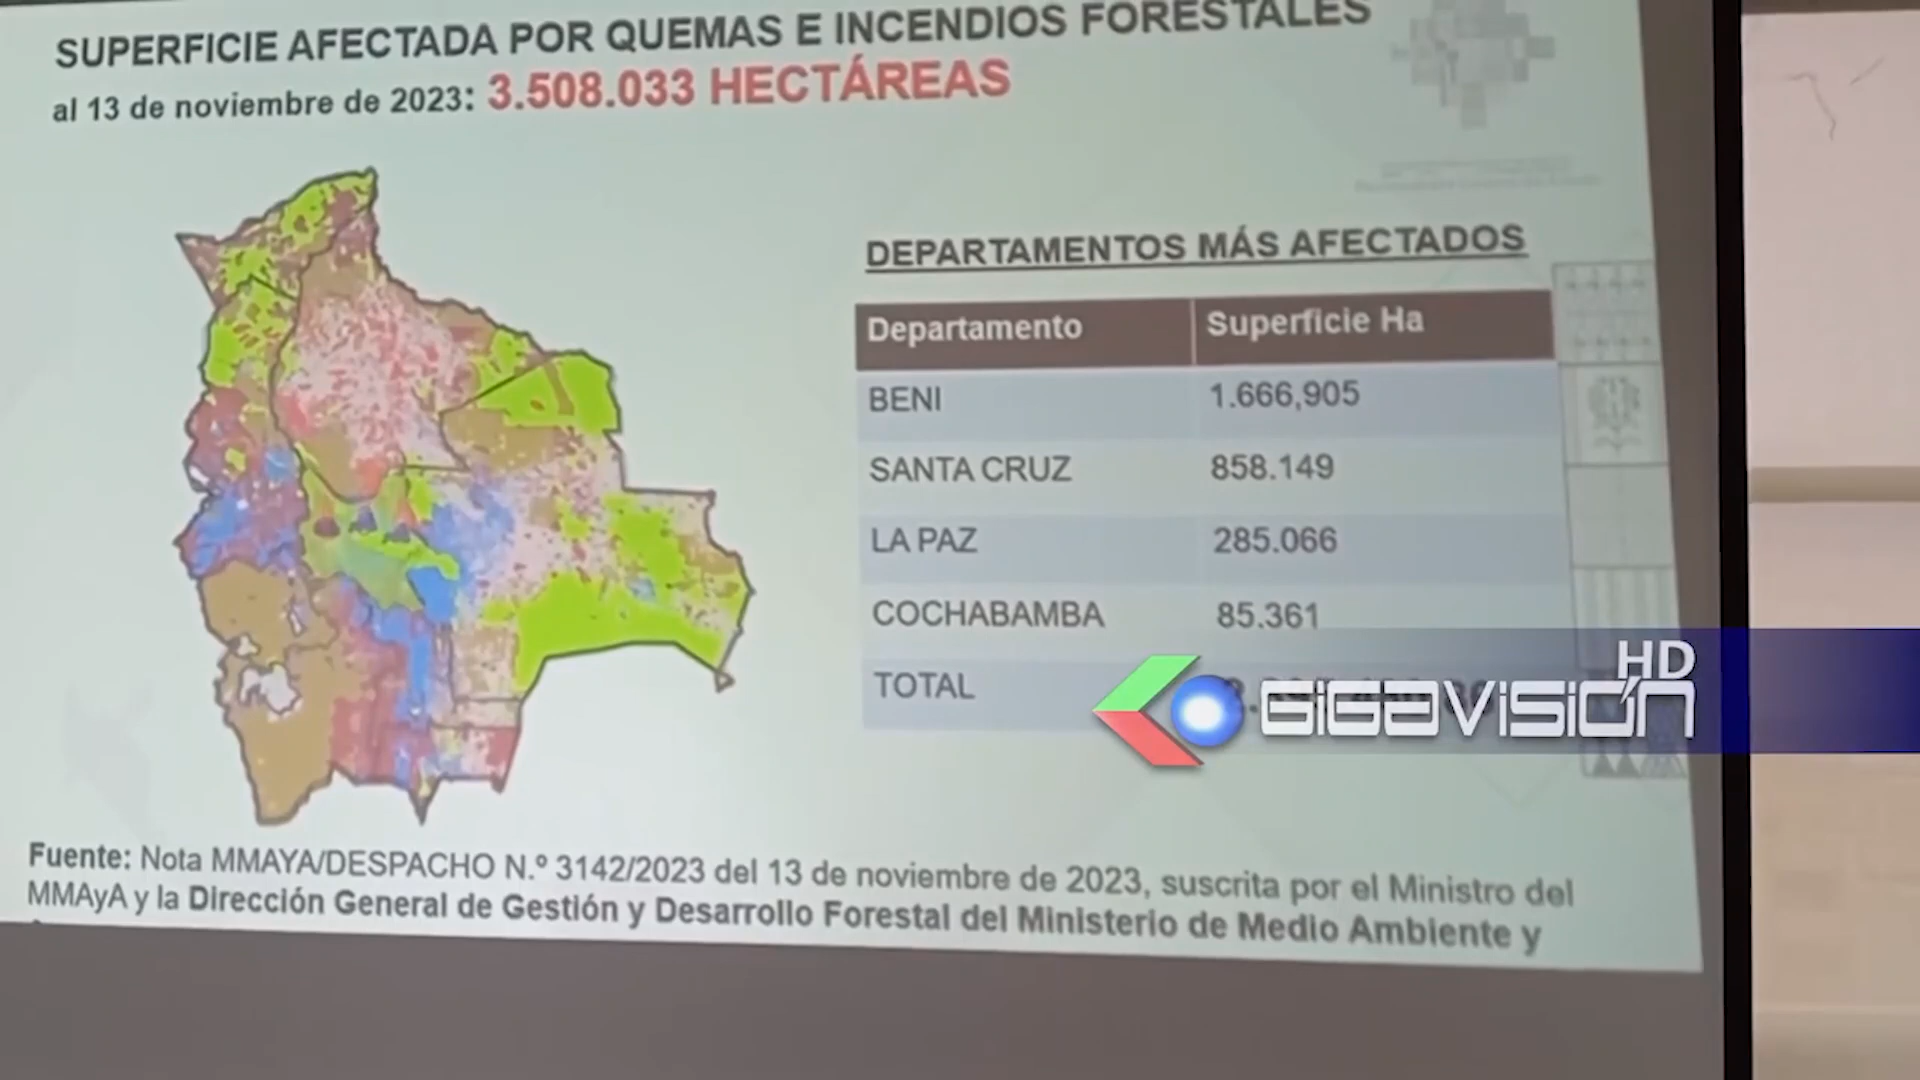 SUPERFICIE AFECTADA POR QUEMAS E INCENDIOS FORESTALES
al 13 de noviembre de 2023: 3.508.033 HECTÁREAS
DEPARTAMENTOS MÁS AFECTADOS
Departamento Superficie Ha
BENI 1.666,905
SANTA CRUZ 858.149
LA PAZ 285.066
COCHABAMBA 85.361
TOTAL
GIGAVISIÓN HD
Fuente: Nota MMAYA/DESPACHO N.º 3142/2023 del 13 de noviembre de 2023, suscrita por el Ministro del
MMAyA y la Dirección General de Gestión y Desarrollo Forestal del Ministerio de Medio Ambiente y